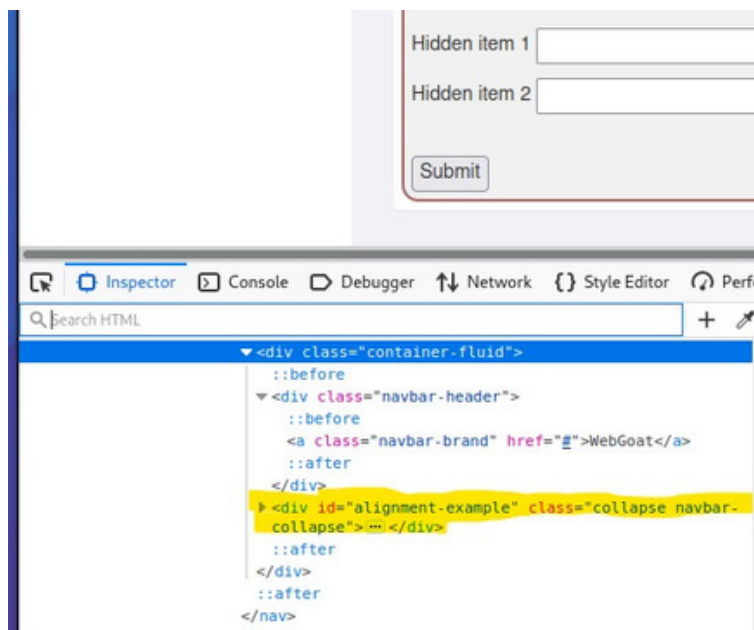 Hidden item 1
Hidden item 2
Submit
Inspector Console Debugger Network {} Style Editor Perf
Search HTML +
<div class="container-fluid">
::before
<div class="navbar-header">
::before
<a class="navbar-brand" href="#">WebGoat</a>
::after
</div>
<div id="alignment-example" class="collapse navbar-
collapse">⋯</div>
::after
</div>
::after
</nav>